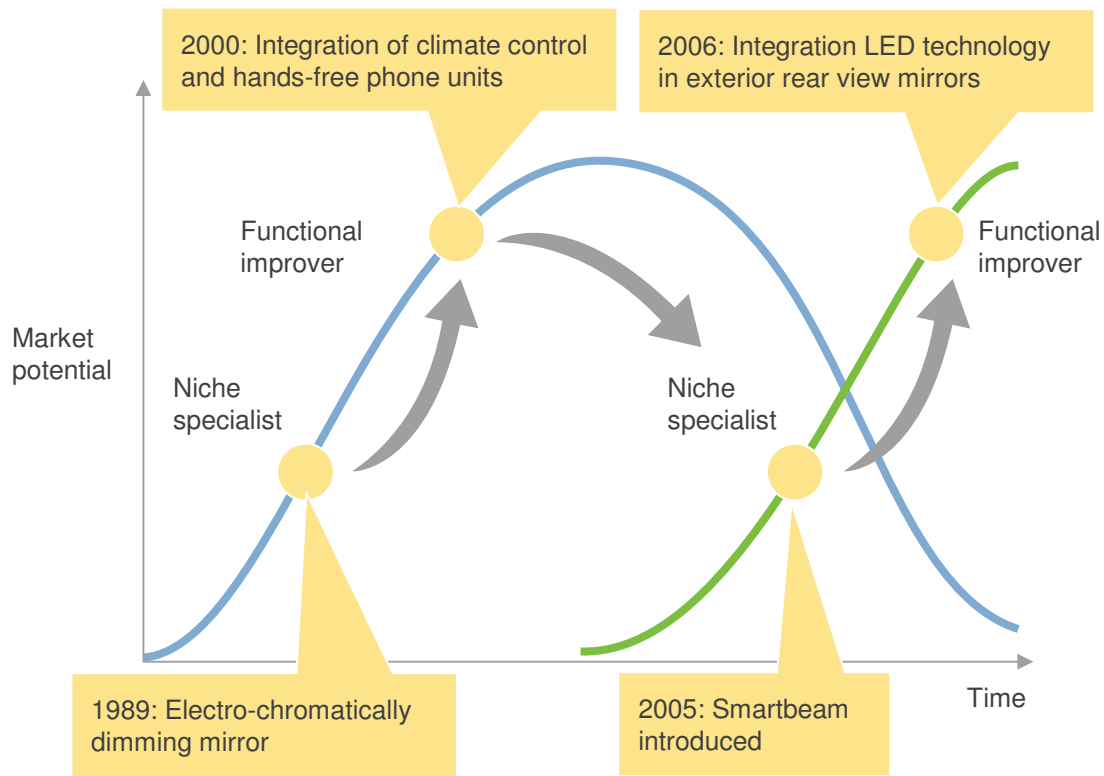 2000: Integration of climate control
and hands-free phone units
2006: Integration LED technology
in exterior rear view mirrors
Functional
improver
Functional
improver
Market
potential
Niche
specialist
Niche
specialist
1989: Electro-chromatically
dimming mirror
2005: Smartbeam
introduced
Time